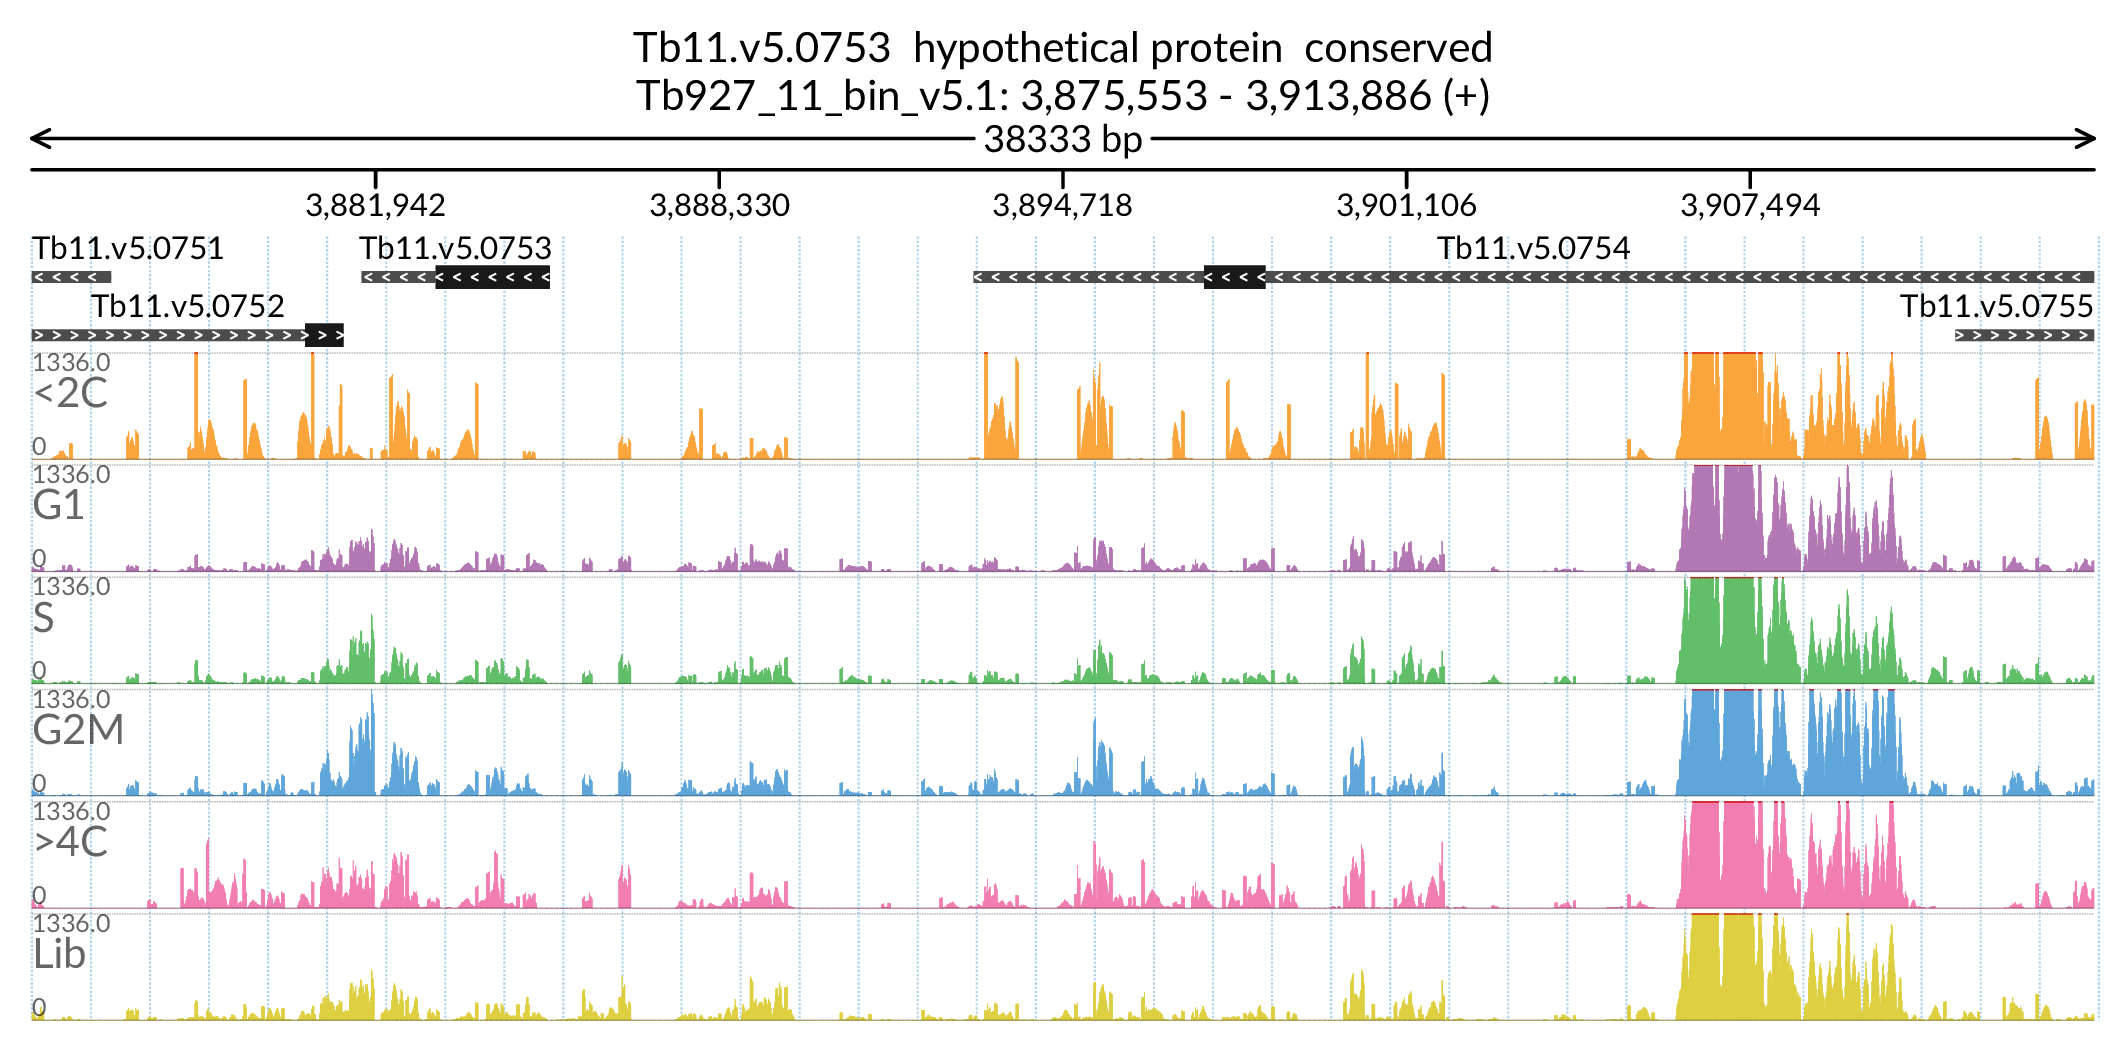 Tb11.v5.0753  hypothetical protein  conserved
Tb927_11_bin_v5.1: 3,875,553 - 3,913,886 (+)
38333 bp
3,881,942 3,888,330 3,894,718 3,901,106 3,907,494
Tb11.v5.0751 Tb11.v5.0753 Tb11.v5.0754
Tb11.v5.0752 Tb11.v5.0755
1336.0
<2C
0
1336.0
G1
0
1336.0
S
0
1336.0
G2M
0
1336.0
>4C
0
1336.0
Lib
0